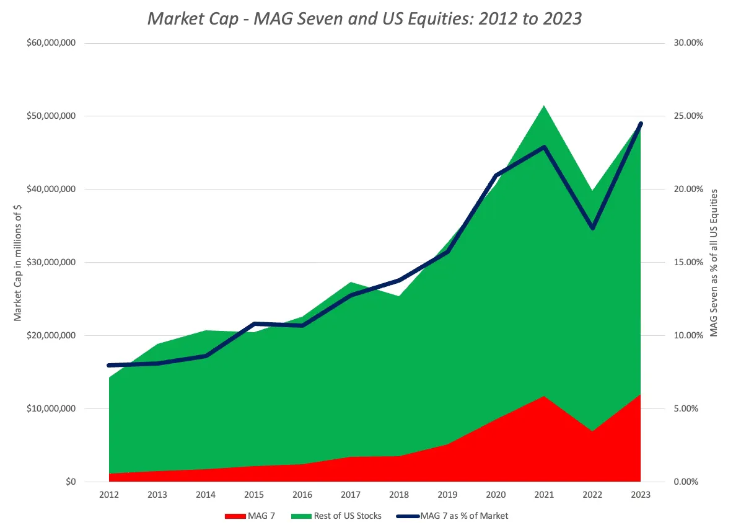 Market Cap - MAG Seven and US Equities: 2012 to 2023
$60,000,000
$50,000,000
$40,000,000
$30,000,000
$20,000,000
$10,000,000
$0
Market Cap in millions of $
30.00%
25.00%
20.00%
15.00%
10.00%
5.00%
0.00%
MAG Seven as % of all US Equities
2012 2013 2014 2015 2016 2017 2018 2019 2020 2021 2022 2023
MAG 7 Rest of US Stocks MAG 7 as % of Market